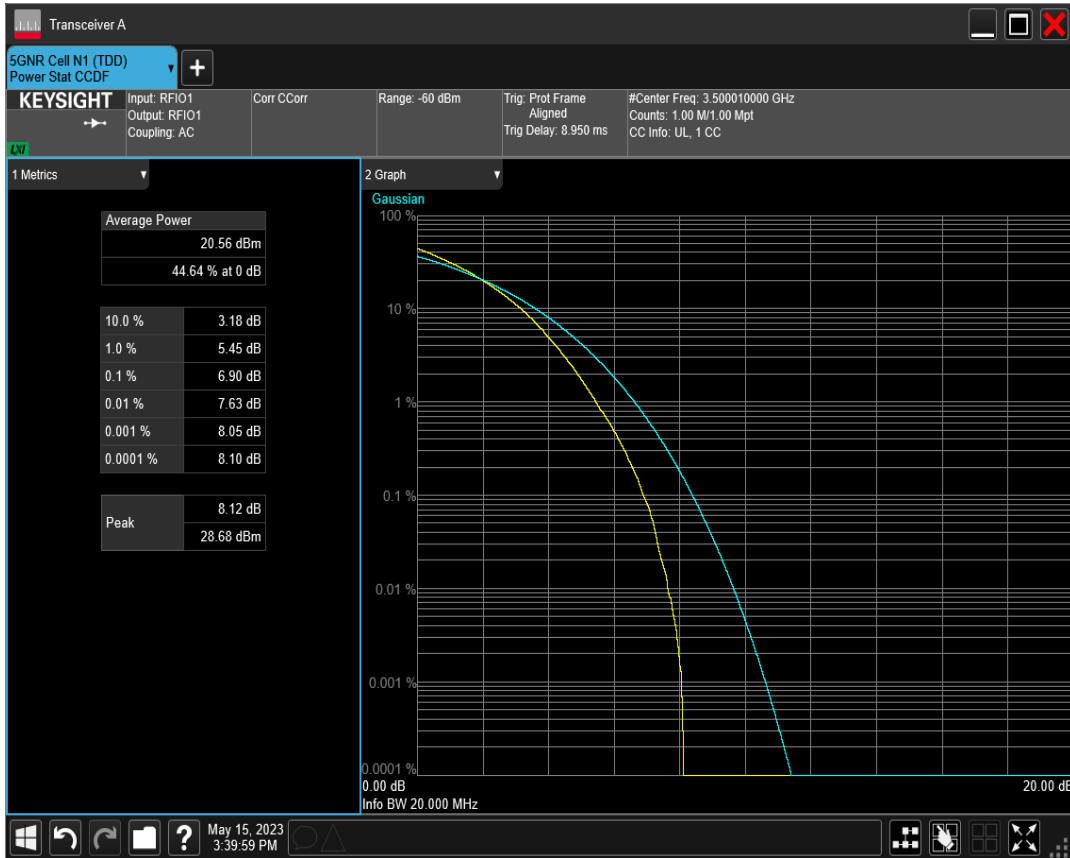 Transceiver A
5GNR Cell N1 (TDD)
Power Stat CCDF
+
KEYSIGHT
LXI
Input: RFIO1
Output: RFIO1
Coupling: AC
Corr CCorr
Range: -60 dBm
Trig: Prot Frame
Aligned
Trig Delay: 8.950 ms
#Center Freq: 3.500010000 GHz
Counts: 1.00 M/1.00 Mpt
CC Info: UL, 1 CC
1 Metrics
Average Power
20.56 dBm
44.64 % at 0 dB
10.0 % 3.18 dB
1.0 % 5.45 dB
0.1 % 6.90 dB
0.01 % 7.63 dB
0.001 % 8.05 dB
0.0001 % 8.10 dB
Peak
8.12 dB
28.68 dBm
2 Graph
Gaussian
100 %
10 %
1 %
0.1 %
0.01 %
0.001 %
0.0001 %
0.00 dB
20.00 dB
Info BW 20.000 MHz
?
May 15, 2023
3:39:59 PM